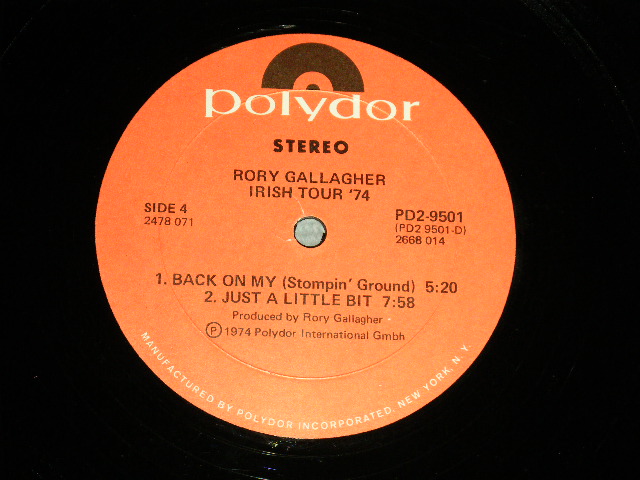 polydor
STEREO
RORY GALLAGHER
IRISH TOUR '74
SIDE 4
2478 071
PD2-9501
(PD2 9501-D)
2668 014
1. BACK ON MY (Stompin' Ground) 5:20
2. JUST A LITTLE BIT 7:58
Produced by Rory Gallagher
Ⓟ 1974 Polydor International Gmbh
MANUFACTURED BY POLYDOR INCORPORATED, NEW YORK, N.Y.